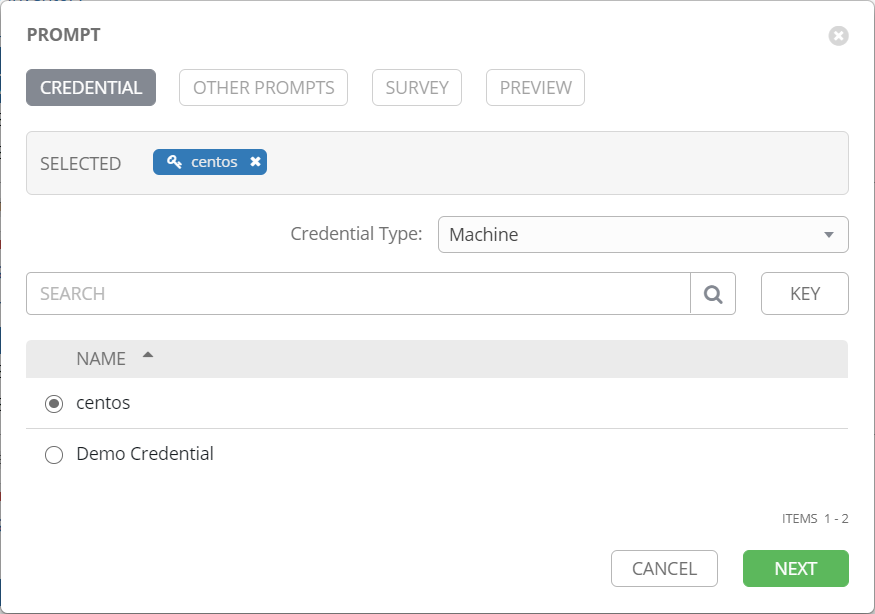 PROMPT
CREDENTIAL OTHER PROMPTS SURVEY PREVIEW
SELECTED centos
Credential Type: Machine
SEARCH KEY
NAME
centos
Demo Credential
ITEMS 1 - 2
CANCEL NEXT